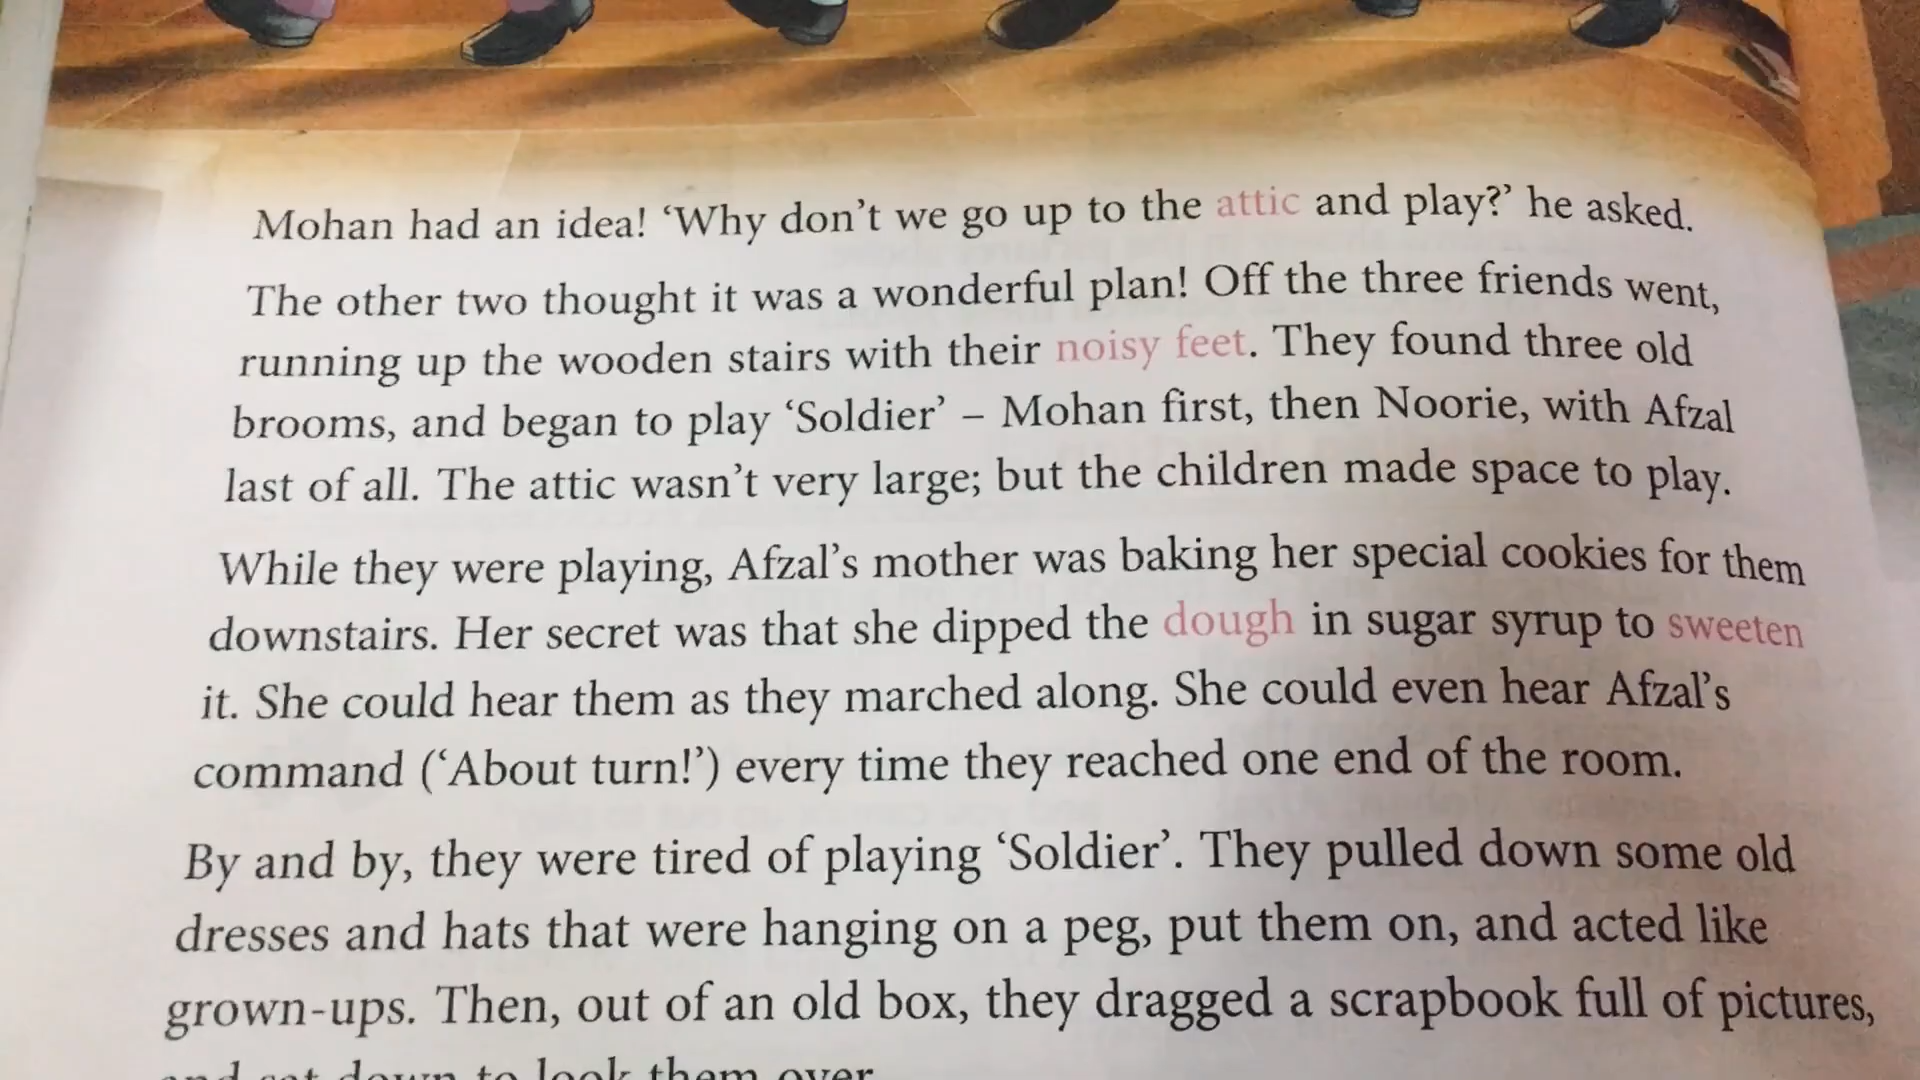 Mohan had an idea! ‘Why don’t we go up to the attic and play?’ he asked.
The other two thought it was a wonderful plan! Off the three friends went,
running up the wooden stairs with their noisy feet. They found three old
brooms, and began to play ‘Soldier’ – Mohan first, then Noorie, with Afzal
last of all. The attic wasn’t very large; but the children made space to play.
While they were playing, Afzal’s mother was baking her special cookies for them
downstairs. Her secret was that she dipped the dough in sugar syrup to sweeten
it. She could hear them as they marched along. She could even hear Afzal’s
command (‘About turn!’) every time they reached one end of the room.
By and by, they were tired of playing ‘Soldier’. They pulled down some old
dresses and hats that were hanging on a peg, put them on, and acted like
grown-ups. Then, out of an old box, they dragged a scrapbook full of pictures,
and sat down to look them over